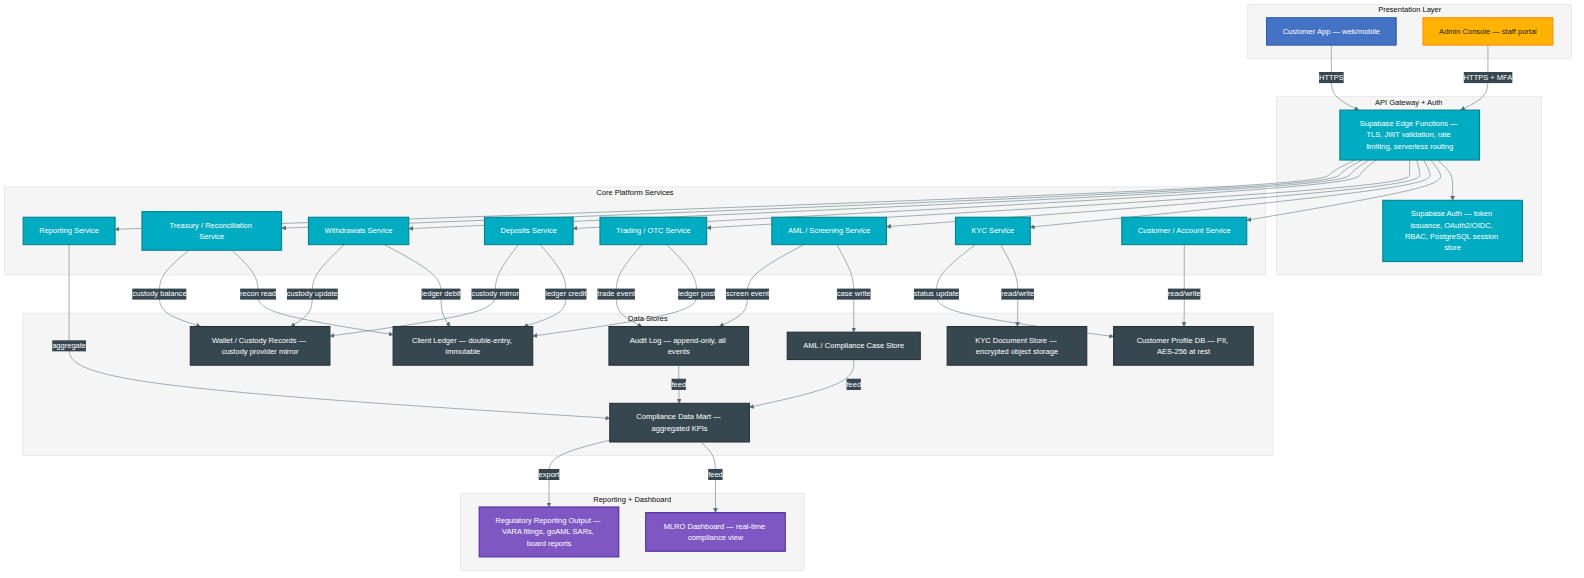 Presentation Layer
Customer App — web/mobile
Admin Console — staff portal
HTTPS
HTTPS + MFA
API Gateway + Auth
Supabase Edge Functions —
TLS, JWT validation, rate
limiting, serverless routing
Supabase Auth — token
issuance, OAuth2/OIDC,
RBAC, PostgreSQL session
store
Core Platform Services
Reporting Service
Treasury / Reconciliation
Service
Withdrawals Service
Deposits Service
Trading / OTC Service
AML / Screening Service
KYC Service
Customer / Account Service
custody balance
recon read
custody update
ledger debit
custody mirror
ledger credit
trade event
ledger post
screen event
case write
status update
read/write
read/write
aggregate
Data Stores
Wallet / Custody Records —
custody provider mirror
Client Ledger — double-entry,
immutable
Audit Log — append-only, all
events
AML / Compliance Case Store
KYC Document Store —
encrypted object storage
Customer Profile DB — PII,
AES-256 at rest
feed
feed
Compliance Data Mart —
aggregated KPIs
export
feed
Reporting + Dashboard
Regulatory Reporting Output —
VARA filings, goAML SARs,
board reports
MLRO Dashboard — real-time
compliance view